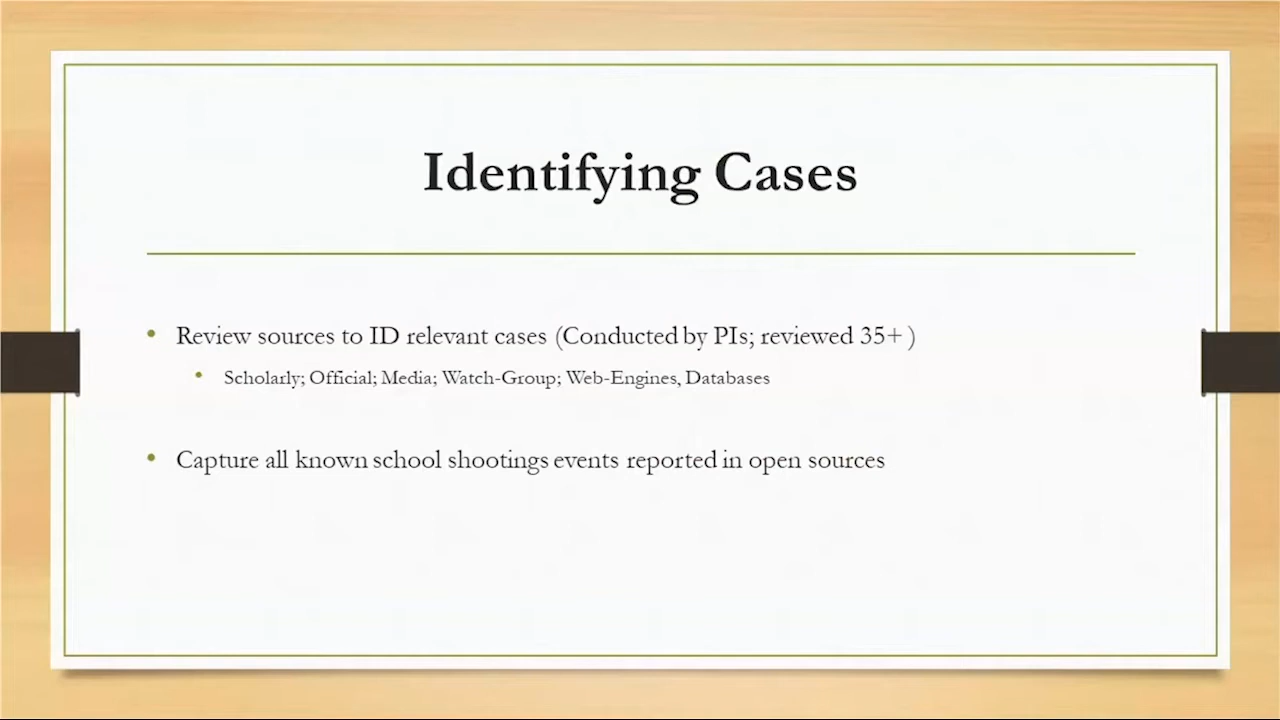 Identifying Cases
Review sources to ID relevant cases (Conducted by PIs; reviewed 35+ )
Scholarly; Official; Media; Watch-Group; Web-Engines, Databases
Capture all known school shootings events reported in open sources